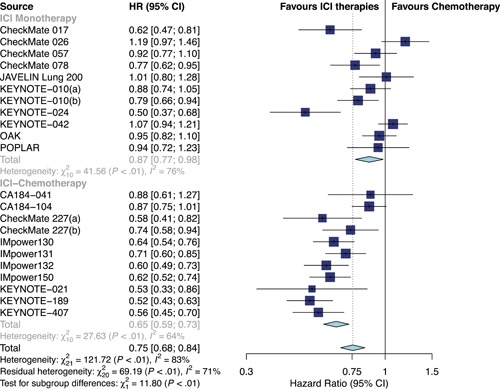 Source HR (95% CI) Favours ICI therapies Favours Chemotherapy
ICI Monotherapy
CheckMate 017 0.62 [0.47; 0.81]
CheckMate 026 1.19 [0.97; 1.46]
CheckMate 057 0.92 [0.77; 1.10]
CheckMate 078 0.77 [0.62; 0.95]
JAVELIN Lung 200 1.01 [0.80; 1.28]
KEYNOTE−010(a) 0.88 [0.74; 1.05]
KEYNOTE−010(b) 0.79 [0.66; 0.94]
KEYNOTE−024 0.50 [0.37; 0.68]
KEYNOTE−042 1.07 [0.94; 1.21]
OAK 0.95 [0.82; 1.10]
POPLAR 0.94 [0.72; 1.23]
Total 0.87 [0.77; 0.98]
Heterogeneity: χ²₁₀ = 41.56 (P < .01), I² = 76%
ICI−Chemotherapy
CA184−041 0.88 [0.61; 1.27]
CA184−104 0.87 [0.75; 1.01]
CheckMate 227(a) 0.58 [0.41; 0.82]
CheckMate 227(b) 0.74 [0.58; 0.94]
IMpower130 0.64 [0.54; 0.76]
IMpower131 0.71 [0.60; 0.85]
IMpower132 0.60 [0.49; 0.73]
IMpower150 0.62 [0.52; 0.74]
KEYNOTE−021 0.53 [0.33; 0.86]
KEYNOTE−189 0.52 [0.43; 0.63]
KEYNOTE−407 0.56 [0.45; 0.70]
Total 0.65 [0.59; 0.73]
Heterogeneity: χ²₁₀ = 27.63 (P < .01), I² = 64%
Total 0.75 [0.68; 0.84]
Heterogeneity: χ²₂₁ = 121.72 (P < .01), I² = 83%
Residual heterogeneity: χ²₂₀ = 69.19 (P < .01), I² = 71%
Test for subgroup differences: χ²₁ = 11.80 (P < .01)
0.3 0.75 1 1.5
Hazard Ratio (95% CI)